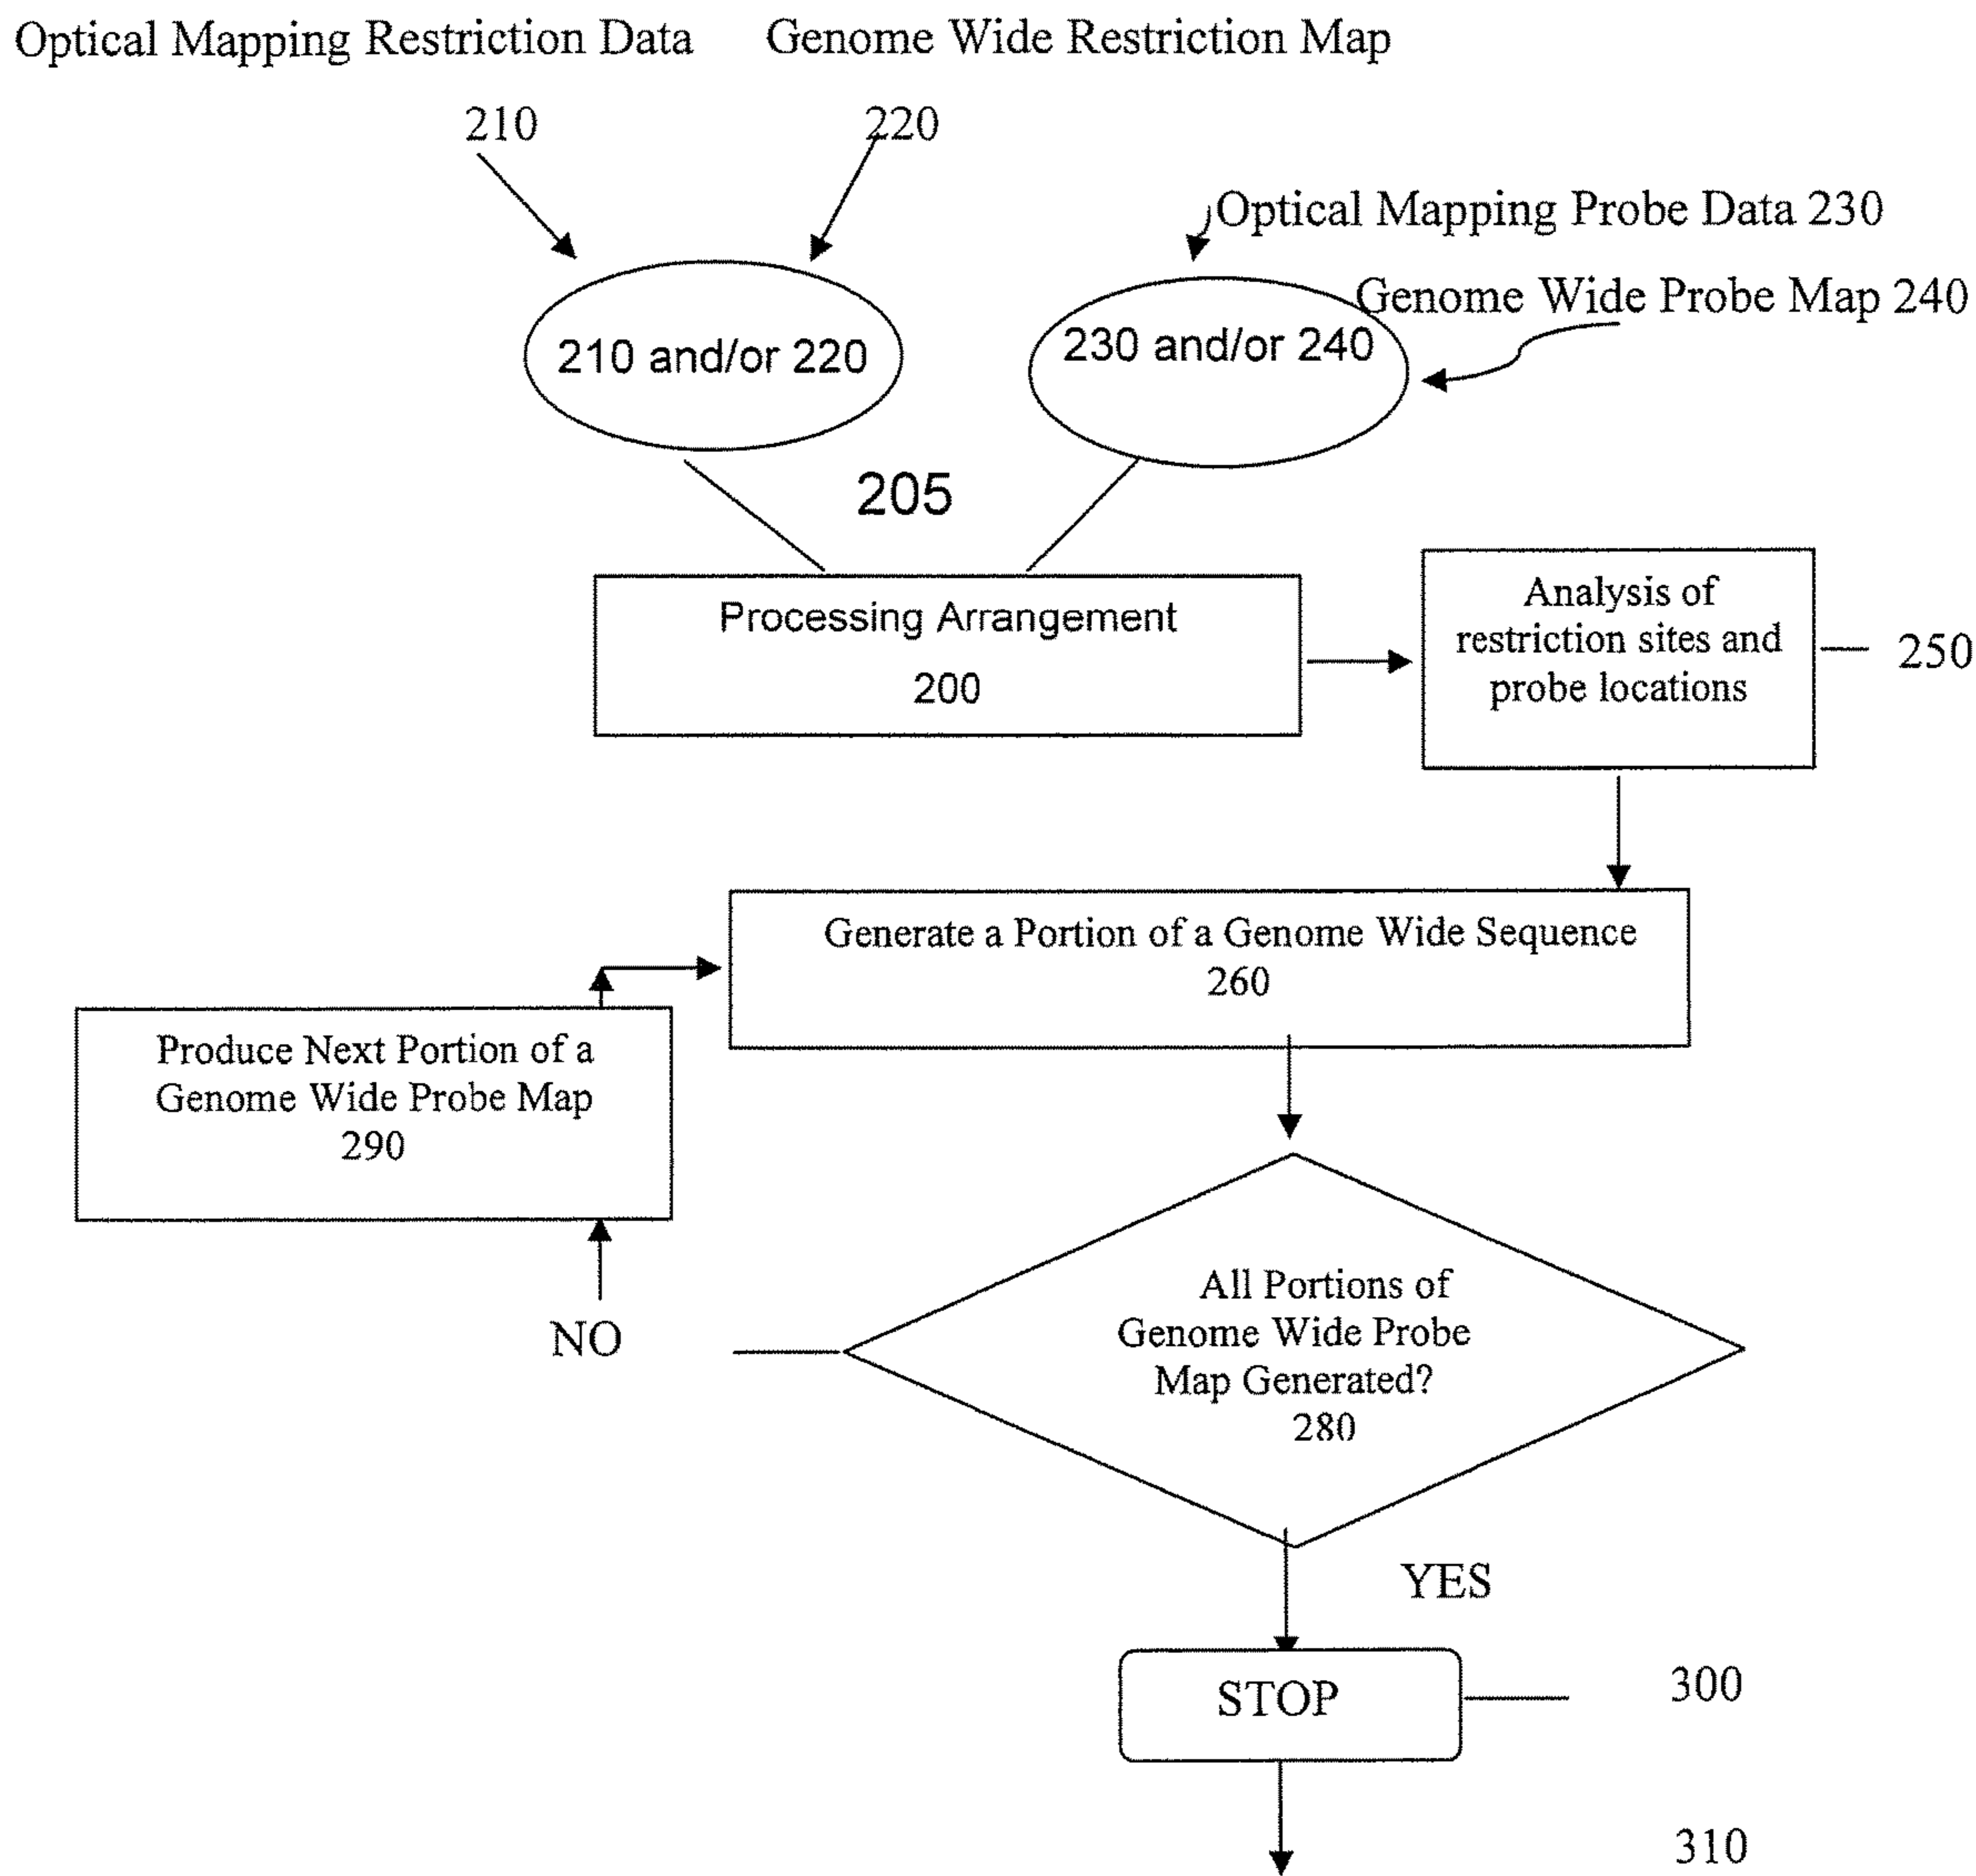 Optical Mapping Restriction Data Genome Wide Restriction Map
210 220
Optical Mapping Probe Data 230
Genome Wide Probe Map 240
210 and/or 220
230 and/or 240
205
Processing Arrangement
200
Analysis of
restriction sites and
probe locations
250
Generate a Portion of a Genome Wide Sequence
260
Produce Next Portion of a
Genome Wide Probe Map
290
All Portions of
Genome Wide Probe
Map Generated?
280
NO
YES
STOP
300
310